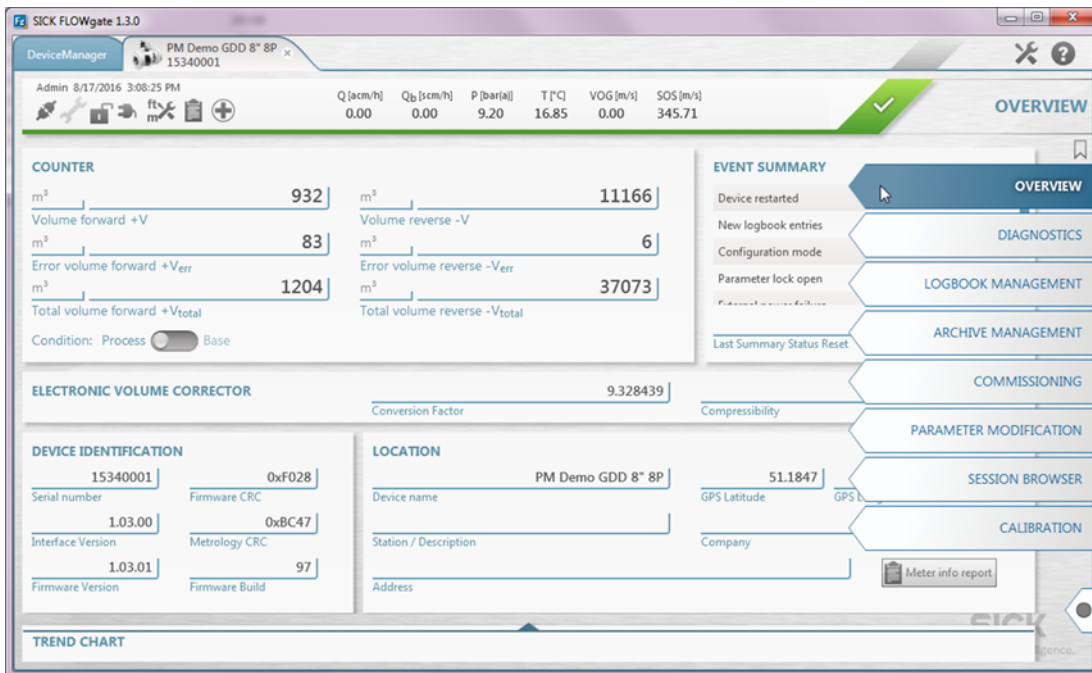 SICK FLOWgate 1.3.0
DeviceManager
PM Demo GDD 8" 8P
15340001
Admin 8/17/2016 3:08:25 PM
Q [acm/h] Qb [scm/h] P [bar(a)] T [°C] VOG [m/s] SOS [m/s]
0.00 0.00 9.20 16.85 0.00 345.71
ft
m
OVERVIEW
COUNTER
m³ 932
Volume forward +V
m³ 11166
Volume reverse -V
m³ 83
Error volume forward +Verr
m³ 6
Error volume reverse -Verr
m³ 1204
Total volume forward +Vtotal
m³ 37073
Total volume reverse -Vtotal
Condition: Process Base
EVENT SUMMARY
Device restarted
New logbook entries
Configuration mode
Parameter lock open
External power failure
Last Summary Status Reset
OVERVIEW
DIAGNOSTICS
LOGBOOK MANAGEMENT
ARCHIVE MANAGEMENT
COMMISSIONING
PARAMETER MODIFICATION
SESSION BROWSER
CALIBRATION
ELECTRONIC VOLUME CORRECTOR
9.328439
Conversion Factor
Compressibility
DEVICE IDENTIFICATION
15340001
Serial number
0xF028
Firmware CRC
1.03.00
Interface Version
0xBC47
Metrology CRC
1.03.01
Firmware Version
97
Firmware Build
LOCATION
PM Demo GDD 8" 8P
Device name
51.1847
GPS Latitude
GPS
Station / Description
Company
Address
Meter info report
SICK
TREND CHART